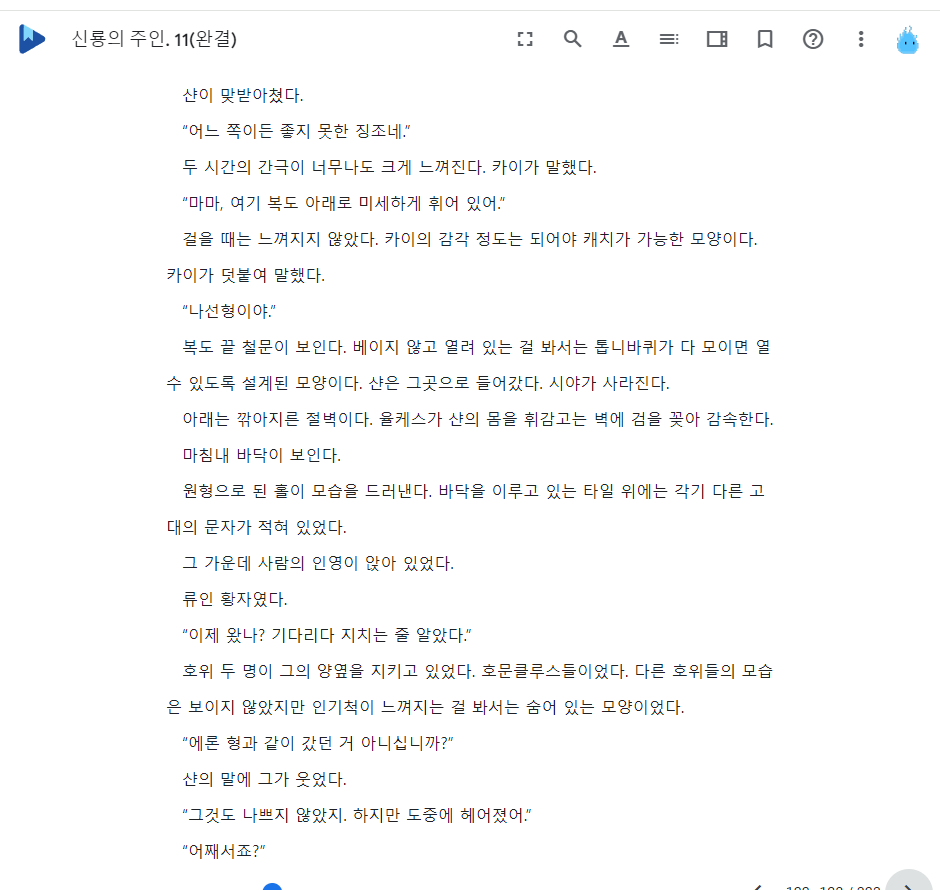 신룡의 주인. 11(완결)
샨이 맞받아쳤다.
“어느 쪽이든 좋지 못한 징조네.”
두 시간의 간극이 너무나도 크게 느껴진다. 카이가 말했다.
“마마, 여기 복도 아래로 미세하게 휘어 있어.”
걸을 때는 느껴지지 않았다. 카이의 감각 정도는 되어야 캐치가 가능한 모양이다.
카이가 덧붙여 말했다.
“나선형이야.”
복도 끝 철문이 보인다. 베이지 않고 열려 있는 걸 봐서는 톱니바퀴가 다 모이면 열
수 있도록 설계된 모양이다. 샨은 그곳으로 들어갔다. 시야가 사라진다.
아래는 깎아지른 절벽이다. 율케스가 샨의 몸을 휘감고는 벽에 검을 꽂아 감속한다.
마침내 바닥이 보인다.
원형으로 된 홀이 모습을 드러낸다. 바닥을 이루고 있는 타일 위에는 각기 다른 고
대의 문자가 적혀 있었다.
그 가운데 사람의 인영이 앉아 있었다.
류인 황자였다.
“이제 왔나? 기다리다 지치는 줄 알았다.”
호위 두 명이 그의 양옆을 지키고 있었다. 호문클루스들이었다. 다른 호위들의 모습
은 보이지 않았지만 인기척이 느껴지는 걸 봐서는 숨어 있는 모양이었다.
“에론 형과 같이 갔던 거 아니십니까?”
샨의 말에 그가 웃었다.
“그것도 나쁘지 않았지. 하지만 도중에 헤어졌어.”
“어째서죠?”